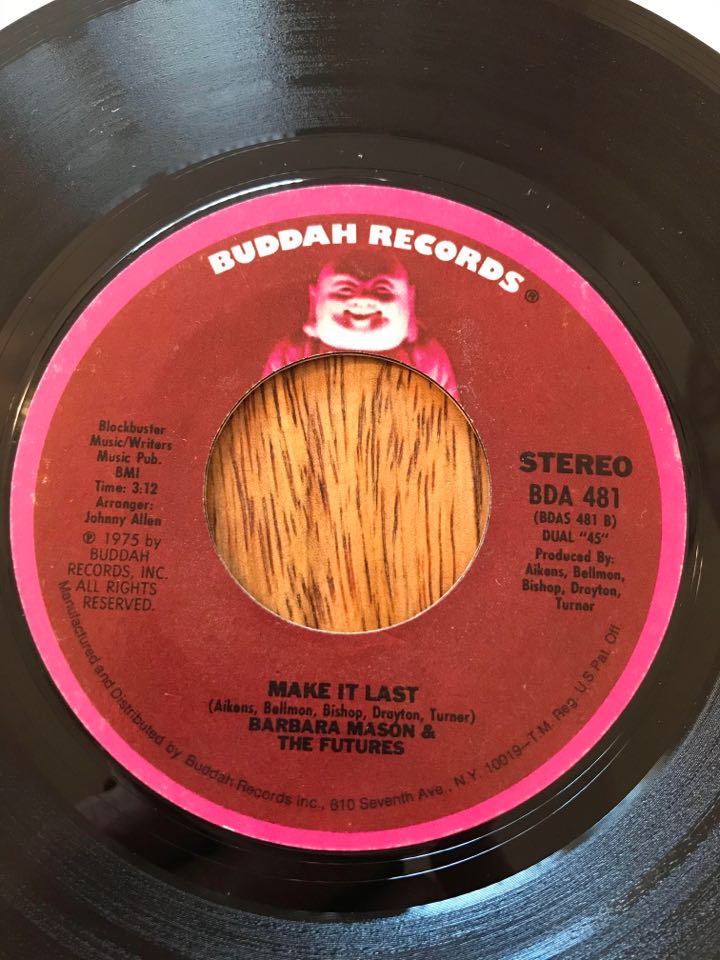 BUDDAH RECORDS®
Blockbuster
Music/Writers
Music Pub.
BMI
Time: 3:12
Arranger:
Johnny Allen
℗ 1975 by
BUDDAH
RECORDS, INC.
ALL RIGHTS
RESERVED.
STEREO
BDA 481
(BDAS 481 B)
DUAL "45"
Produced By:
Aikens, Bellmon,
Bishop, Drayton,
Turner
MAKE IT LAST
(Aikens, Bellmon, Bishop, Drayton, Turner)
BARBARA MASON &
THE FUTURES
Manufactured and Distributed by Buddah Records Inc., 810 Seventh Ave., N.Y. 10019—T.M. Reg. U.S. Pat. Off.